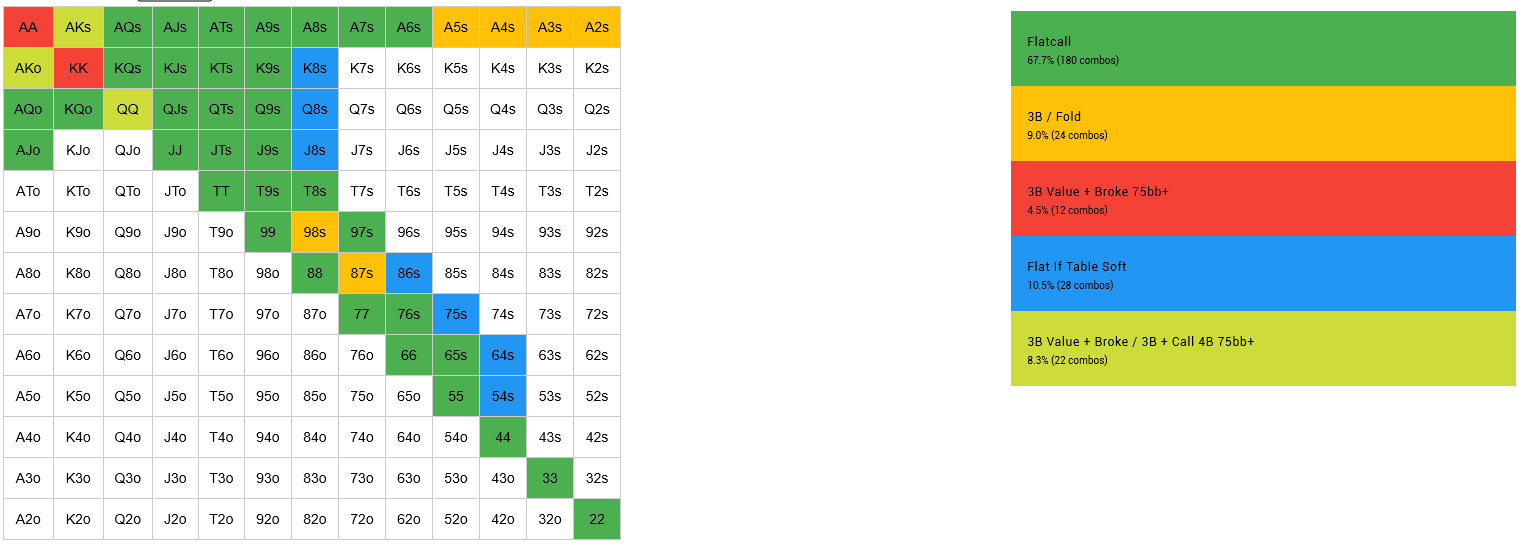 AA AKs AQs AJs ATs A9s A8s A7s A6s A5s A4s A3s A2s
AKo KK KQs KJs KTs K9s K8s K7s K6s K5s K4s K3s K2s
AQo KQo QQ QJs QTs Q9s Q8s Q7s Q6s Q5s Q4s Q3s Q2s
AJo KJo QJo JJ JTs J9s J8s J7s J6s J5s J4s J3s J2s
ATo KTo QTo JTo TT T9s T8s T7s T6s T5s T4s T3s T2s
A9o K9o Q9o J9o T9o 99 98s 97s 96s 95s 94s 93s 92s
A8o K8o Q8o J8o T8o 98o 88 87s 86s 85s 84s 83s 82s
A7o K7o Q7o J7o T7o 97o 87o 77 76s 75s 74s 73s 72s
A6o K6o Q6o J6o T6o 96o 86o 76o 66 65s 64s 63s 62s
A5o K5o Q5o J5o T5o 95o 85o 75o 65o 55 54s 53s 52s
A4o K4o Q4o J4o T4o 94o 84o 74o 64o 54o 44 43s 42s
A3o K3o Q3o J3o T3o 93o 83o 73o 63o 53o 43o 33 32s
A2o K2o Q2o J2o T2o 92o 82o 72o 62o 52o 42o 32o 22
Flatcall
67.7% (180 combos)
3B / Fold
9.0% (24 combos)
3B Value + Broke 75bb+
4.5% (12 combos)
Flat If Table Soft
10.5% (28 combos)
3B Value + Broke / 3B + Call 4B 75bb+
8.3% (22 combos)